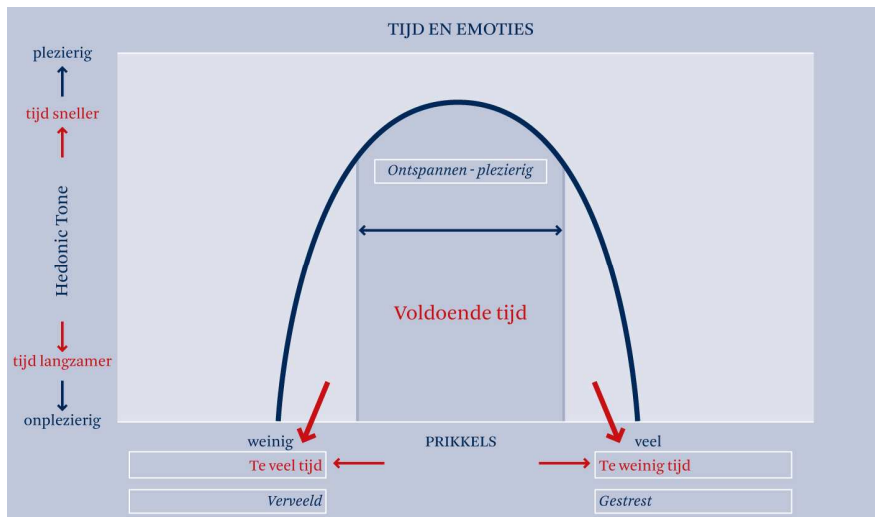 TIJD EN EMOTIES
plezierig
tijd sneller
Hedonic Tone
tijd langzamer
onplezierig
Ontspannen - plezierig
Voldoende tijd
weinig PRIKKELS veel
Te veel tijd Te weinig tijd
Verveeld Gestrest